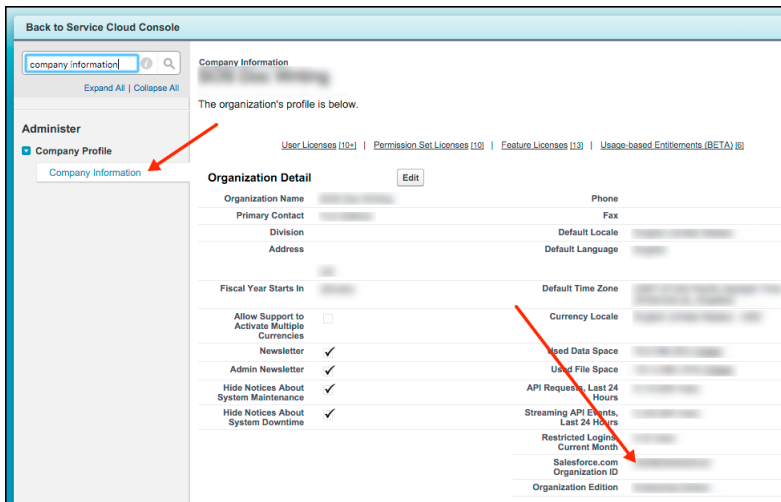 Back to Service Cloud Console
company information
Expand All | Collapse All
Administer
Company Profile
Company Information
Company Information
The organization's profile is below.
User Licenses [10+] | Permission Set Licenses [10] | Feature Licenses [13] | Usage-based Entitlements (BETA) [6]
Organization Detail Edit
Organization Name Phone
Primary Contact Fax
Division Default Locale
Address Default Language
Fiscal Year Starts In Default Time Zone
Allow Support to
Activate Multiple
Currencies
Currency Locale
Newsletter Used Data Space
Admin Newsletter Used File Space
Hide Notices About
System Maintenance
API Requests, Last 24
Hours
Hide Notices About
System Downtime
Streaming API Events,
Last 24 Hours
Restricted Logins,
Current Month
Salesforce.com
Organization ID
Organization Edition